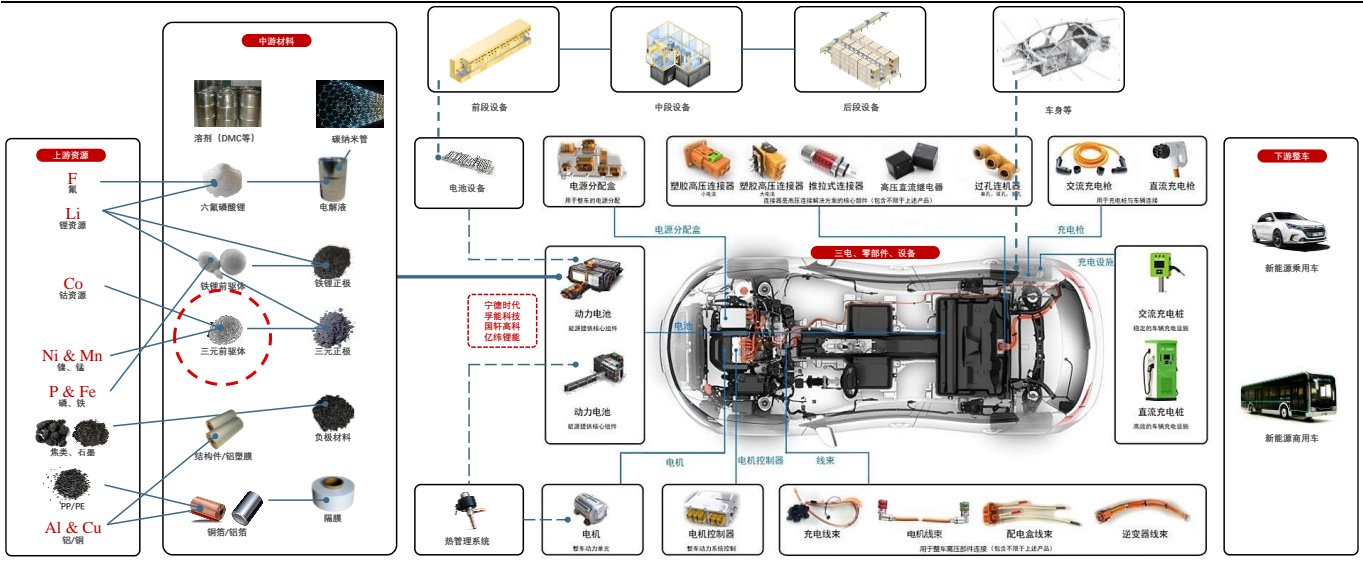 上游资源
F
氟
Li
锂资源
Co
钴资源
Ni & Mn
镍、锰
P & Fe
磷、铁
焦类、石墨
PP/PE
Al & Cu
铝/铜
中游材料
溶剂（DMC等）
碳纳米管
六氟磷酸锂
电解液
铁锂前驱体
铁锂正极
三元前驱体
三元正极
结构件/铝塑膜
负极材料
铜箔/铝箔
隔膜
前段设备
中段设备
后段设备
车身等
电池设备
电源分配盒
用于整车的电源分配
塑胶高压连接器
小电流
塑胶高压连接器
大电流
推拉式连接器
高压直流继电器
过孔连机器
单孔、双孔、三孔
连接器是高压连接解决方案的核心部件（包含不限于上述产品）
交流充电枪
直流充电枪
用于充电桩与车辆连接
电源分配盒
三电、零部件、设备
充电枪
充电设施
宁德时代
孚能科技
国轩高科
亿纬锂能
动力电池
能源提供核心组件
动力电池
能源提供核心组件
电池
交流充电桩
稳定的车辆充电设施
直流充电桩
高效的车辆充电设施
电机
电机控制器
线束
热管理系统
电机
整车动力单元
电机控制器
整车动力系统控制
充电线束
电机线束
配电盒线束
逆变器线束
用于整车高压部件连接（包含不限于上述产品）
下游整车
新能源乘用车
新能源商用车